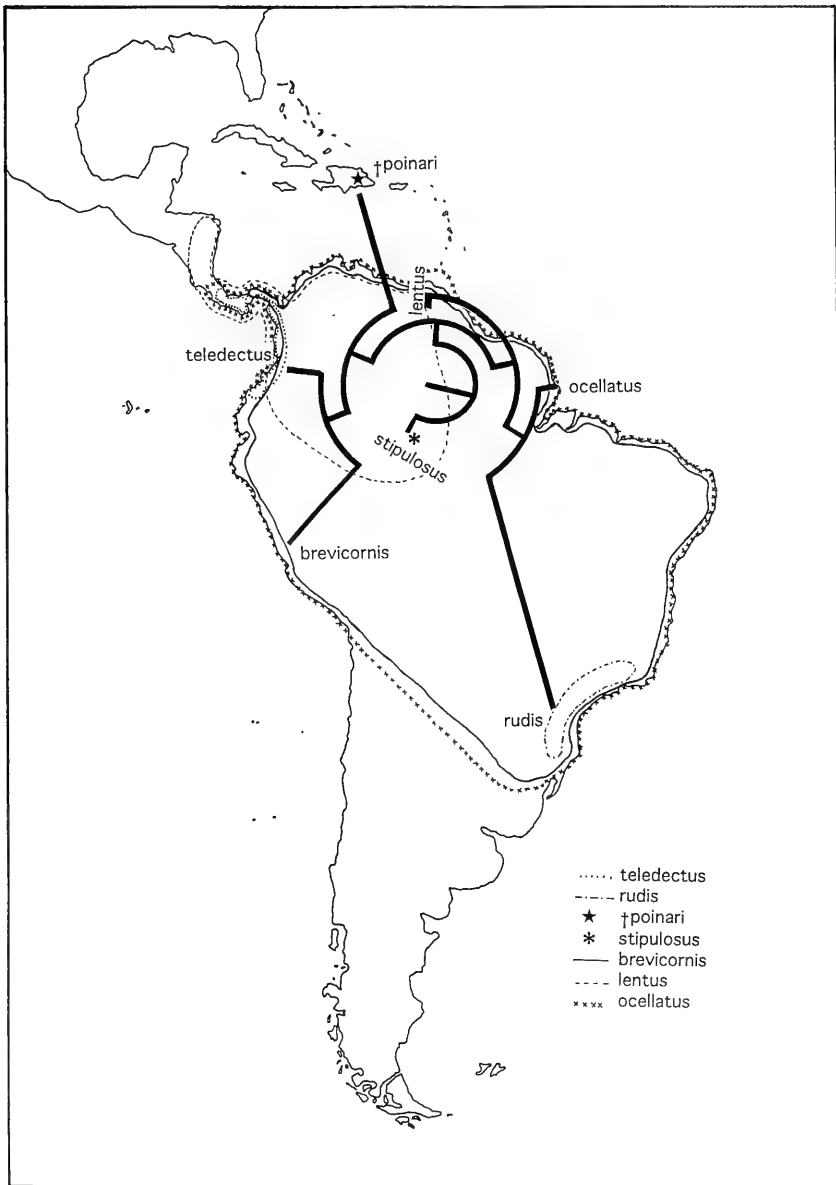 †poinari
lentus
teledectus
ocellatus
stipulosus
brevicornis
rudis
teledectus
rudis
†poinari
stipulosus
brevicornis
lentus
ocellatus